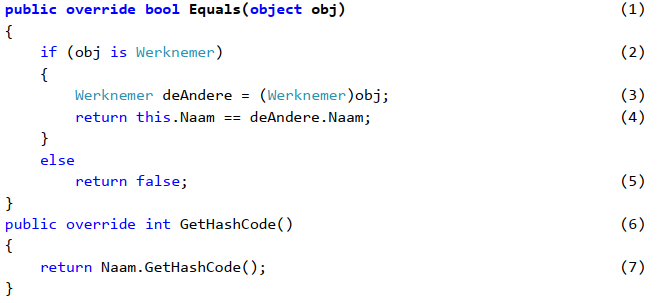 public override bool Equals(object obj) (1)
{
if (obj is Werknemer) (2)
{
Werknemer deAndere = (Werknemer)obj; (3)
return this.Naam == deAndere.Naam; (4)
}
else
return false; (5)
}
public override int GetHashCode() (6)
{
return Naam.GetHashCode(); (7)
}